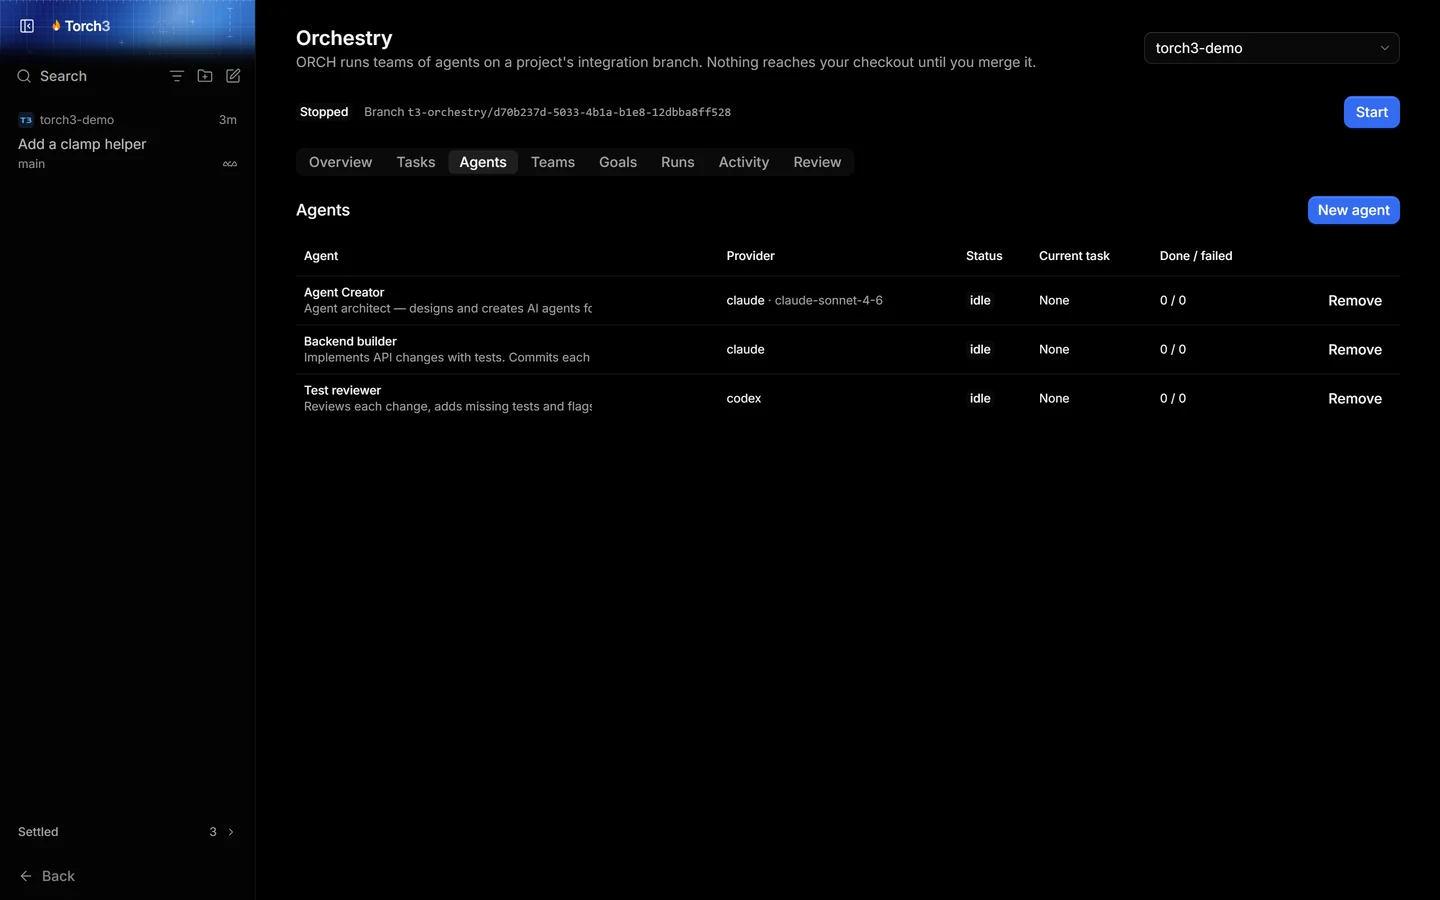 Torch3
Search
T3 torch3-demo 3m
Add a clamp helper
main
Settled 3
Back
Orchestry
ORCH runs teams of agents on a project's integration branch. Nothing reaches your checkout until you merge it.
torch3-demo
Stopped Branch t3-orchestry/d70b237d-5033-4b1a-b1e8-12dbba8ff528
Start
Overview Tasks Agents Teams Goals Runs Activity Review
Agents
New agent
Agent Provider Status Current task Done / failed
Agent Creator
Agent architect — designs and creates AI agents fo
claude · claude-sonnet-4-6 idle None 0 / 0 Remove
Backend builder
Implements API changes with tests. Commits each
claude idle None 0 / 0 Remove
Test reviewer
Reviews each change, adds missing tests and flags
codex idle None 0 / 0 Remove